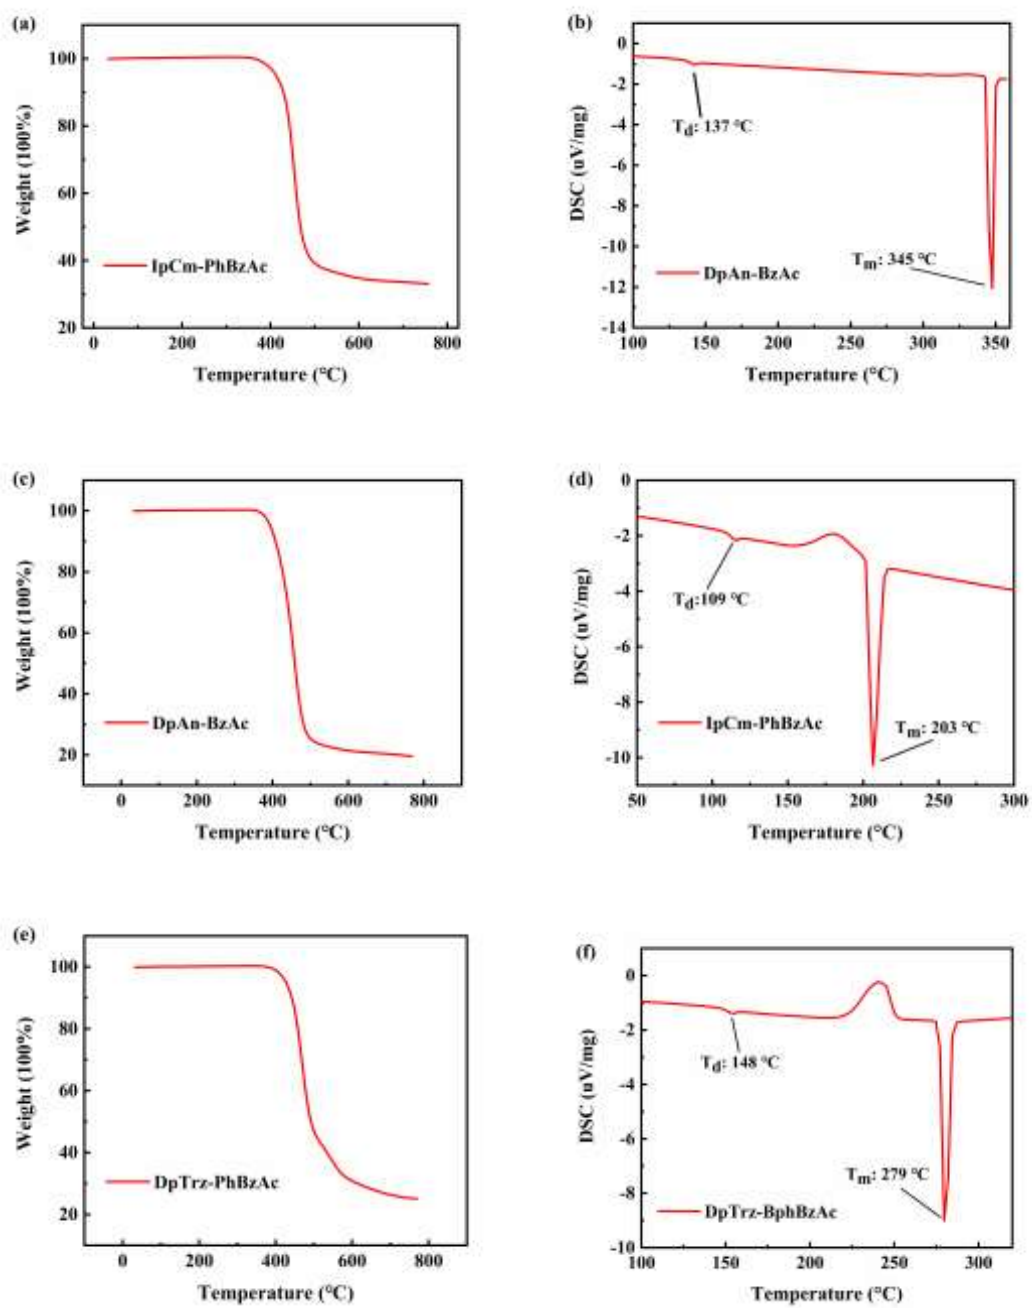 (a)
100
80
60
40
20
Weight (100%)
IpCm-PhBzAc
0 200 400 600 800
Temperature (°C)
(b)
0
-2
-4
-6
-8
-10
-12
-14
DSC (uV/mg)
Td: 137 °C
Tm: 345 °C
DpAn-BzAc
100 150 200 250 300 350
Temperature (°C)
(c)
100
80
60
40
20
Weight (100%)
DpAn-BzAc
0 200 400 600 800
Temperature (°C)
(d)
0
-2
-4
-6
-8
-10
DSC (uV/mg)
Td:109 °C
IpCm-PhBzAc
Tm: 203 °C
50 100 150 200 250 300
Temperature (°C)
(e)
100
80
60
40
20
Weight (100%)
DpTrz-PhBzAc
0 200 400 600 800
Temperature (°C)
(f)
0
-2
-4
-6
-8
-10
DSC (uV/mg)
Td: 148 °C
Tm: 279 °C
DpTrz-BphBzAc
100 150 200 250 300
Temperature (°C)